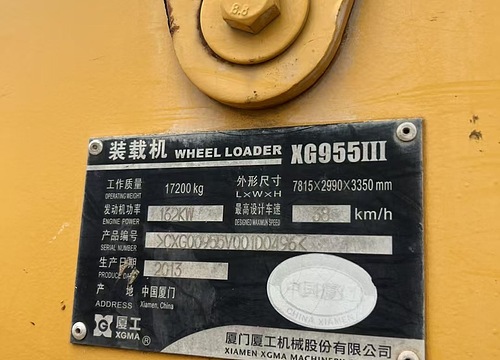 8.8
装载机 WHEEL LOADER XG955III
工作质量 17200 kg 外形尺寸 7815×2990×3350 mm
OPERATING WEIGHT L×W×H
发动机功率 162KW 最高设计车速 38 km/h
ENGINE POWER DESIGNED MAXIMUM SPEED
产品编号 >CXG00955V001D0496<
SERIAL NUMBER
生产日期 2013
PRODUCE DATE
产 地 中国厦门
ADDRESS Xiamen, China
厦工 XGMA ®
厦门厦工机械股份有限公司
XIAMEN XGMA MACHINERY